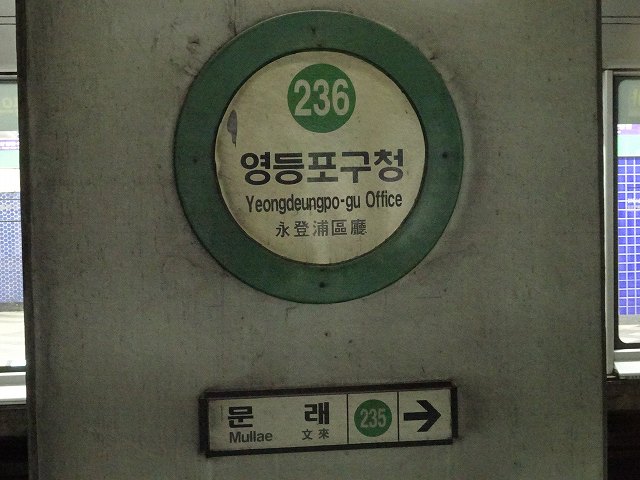 236
영등포구청
Yeongdeungpo-gu Office
永登浦區廳
문 래 235 →
Mullae 文來